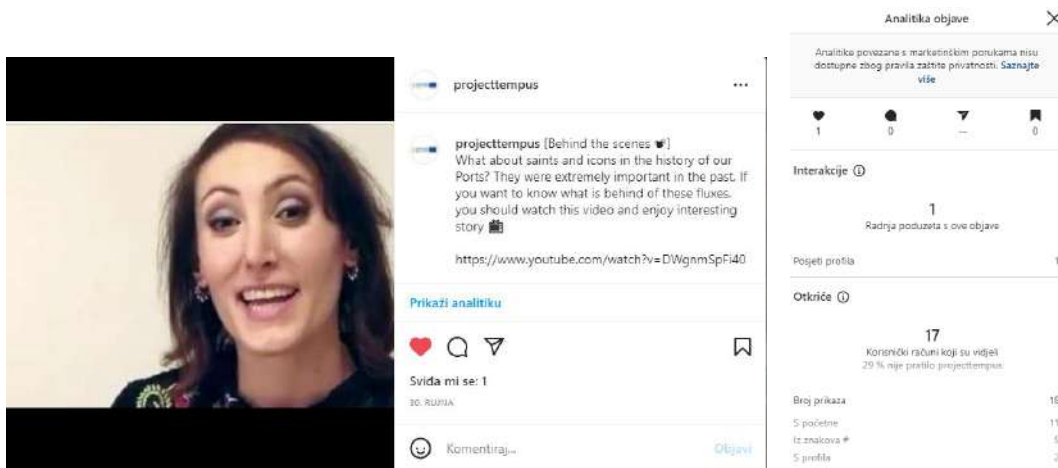 projecttempus
projecttempus [Behind the scenes]
What about saints and icons in the history of our
Ports? They were extremely important in the past. If
you want to know what is behind of these fluxes,
you should watch this video and enjoy interesting
story
https://www.youtube.com/watch?v=DWgnmSpFi40
Prikaži analitiku
Sviđa mi se: 1
30. RUJNA
Komentiraj...
Objavi
Analitika objave
Analitike povezane s marketinškim porukama nisu
dostupne zbog pravila zaštite privatnosti. Saznajte
više
1 0 — 0
Interakcije
1
Radnja poduzeta s ove objave
Posjeti profila 1
Otkriće
17
Korisnički računi koji su vidjeli
29 % nije pratilo projecttempus
Broj prikaza 18
S početne 11
Iz znakova # 5
S profila 2